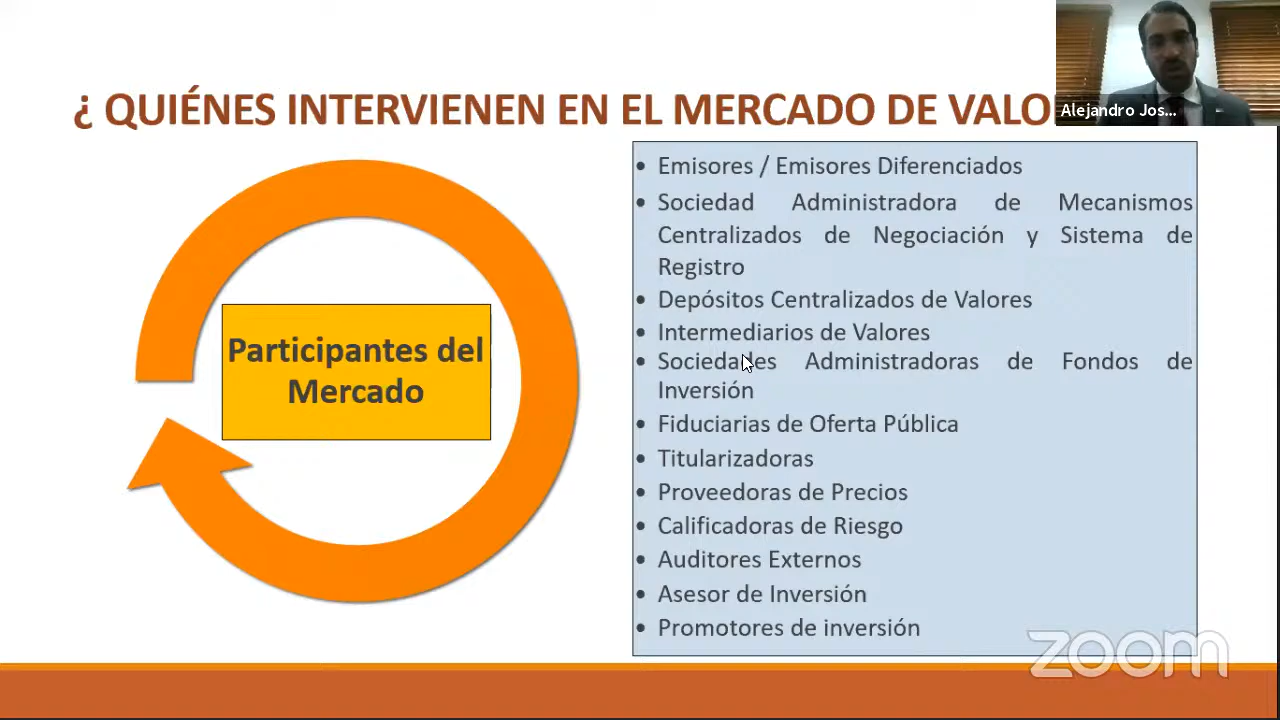 ¿ QUIÉNES INTERVIENEN EN EL MERCADO DE VALO
Alejandro Jos...
Participantes del
Mercado
• Emisores / Emisores Diferenciados
• Sociedad Administradora de Mecanismos
Centralizados de Negociación y Sistema de
Registro
• Depósitos Centralizados de Valores
• Intermediarios de Valores
• Sociedades Administradoras de Fondos de
Inversión
• Fiduciarias de Oferta Pública
• Titularizadoras
• Proveedoras de Precios
• Calificadoras de Riesgo
• Auditores Externos
• Asesor de Inversión
• Promotores de inversión
zoom